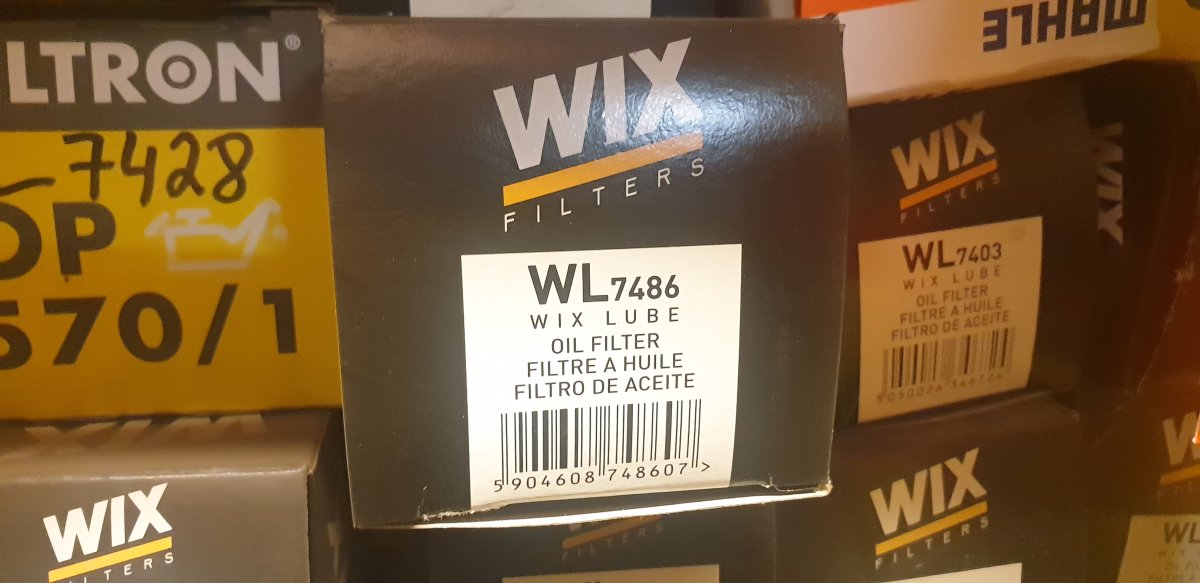 LTRON®
7428
OP
570/1
WIX
FILTERS
WL7486
WIX LUBE
OIL FILTER
FILTRE A HUILE
FILTRO DE ACEITE
5 904608 748607 >
MAHLE
WIX
FILTERS
WL7403
WIX LUBE
OIL FILTER
FILTRE A HUILE
FILTRO DE ACEITE
WIX
WIX
FILTERS
WIX
FILTERS
WL